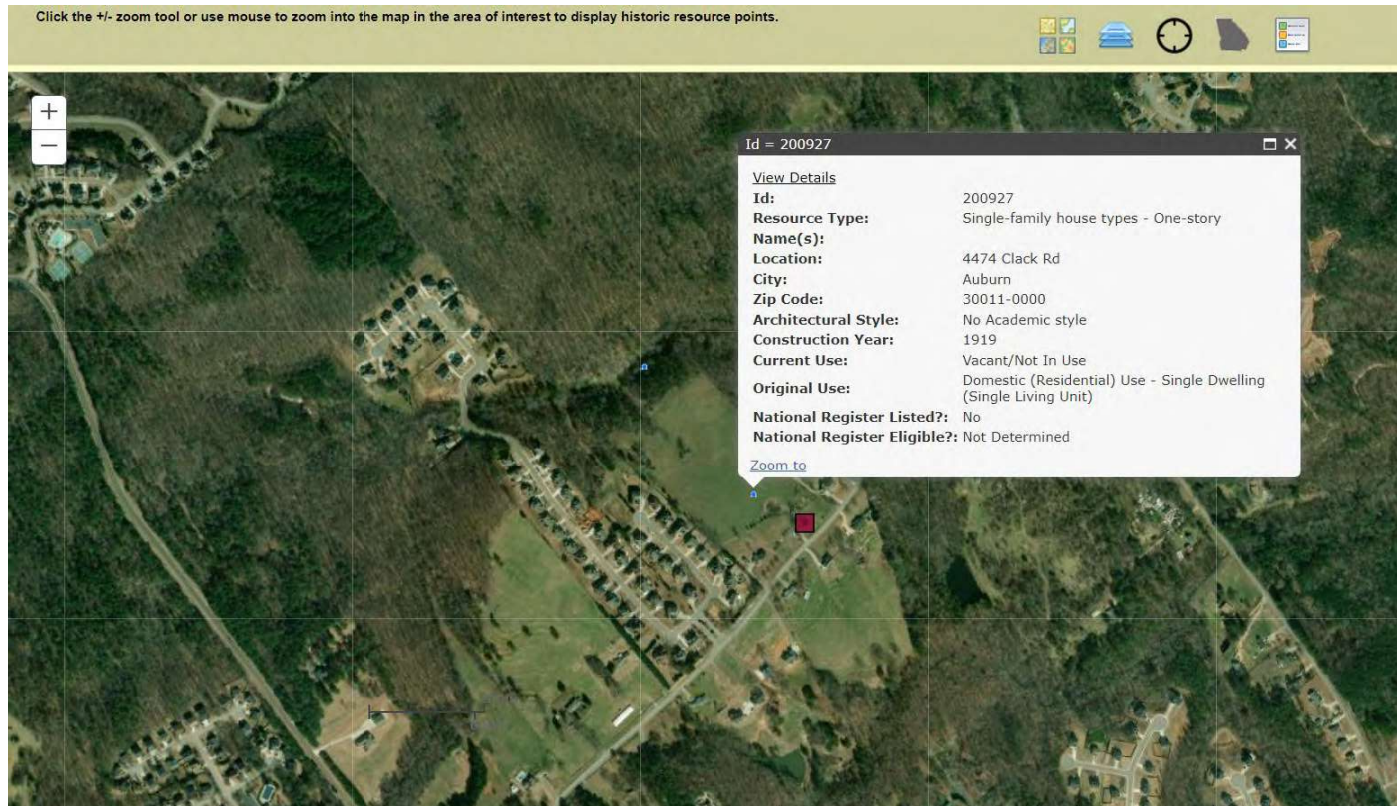 Click the +/- zoom tool or use mouse to zoom into the map in the area of interest to display historic resource points.
+
−
Id = 200927
View Details
Id: 200927
Resource Type: Single-family house types - One-story
Name(s):
Location: 4474 Clack Rd
City: Auburn
Zip Code: 30011-0000
Architectural Style: No Academic style
Construction Year: 1919
Current Use: Vacant/Not In Use
Original Use: Domestic (Residential) Use - Single Dwelling
(Single Living Unit)
National Register Listed?: No
National Register Eligible?: Not Determined
Zoom to